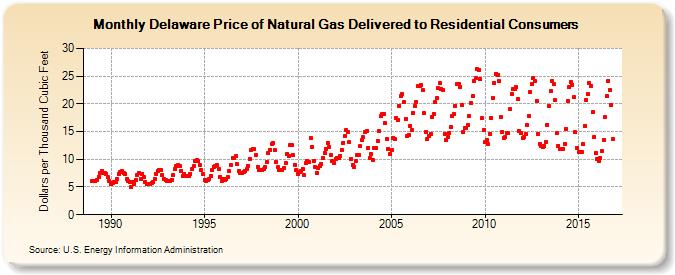 Monthly Delaware Price of Natural Gas Delivered to Residential Consumers
Dollars per Thousand Cubic Feet
30
25
20
15
10
5
0
1990 1995 2000 2005 2010 2015
Source: U.S. Energy Information Administration